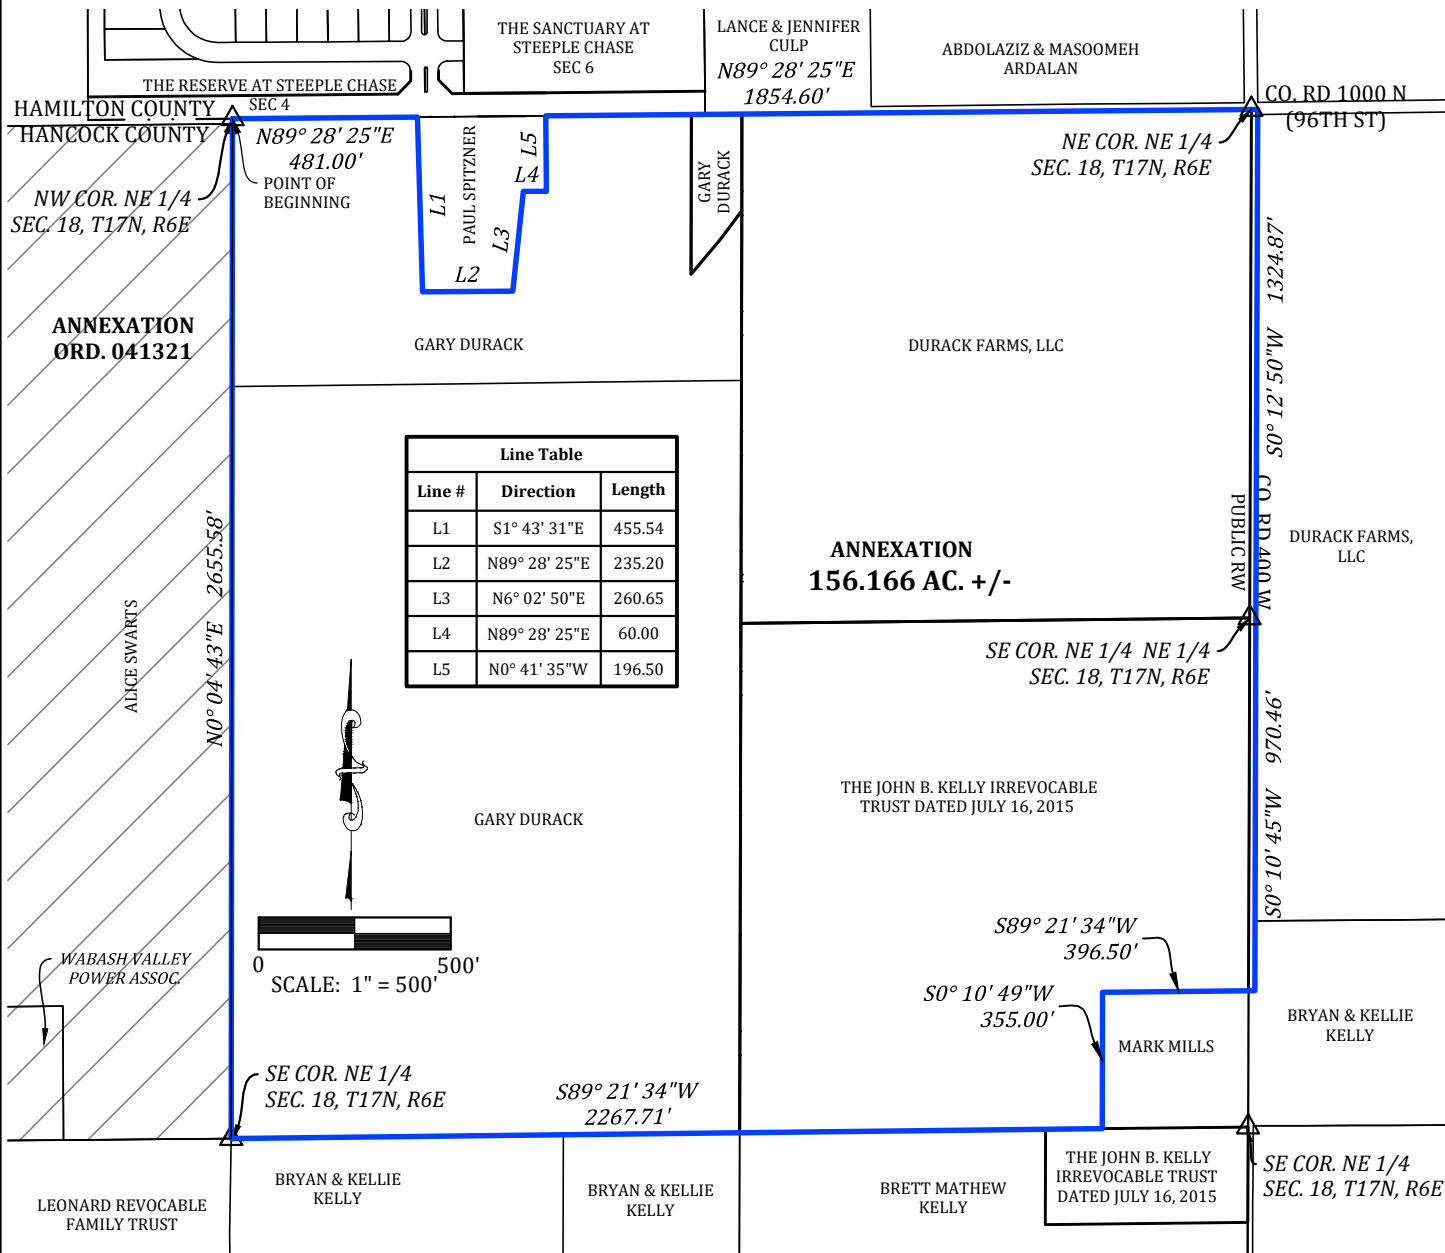 THE SANCTUARY AT
STEEPLE CHASE
SEC 6
LANCE & JENNIFER
CULP
N89° 28' 25"E
1854.60'
ABDOLAZIZ & MASOOMEH
ARDALAN
THE RESERVE AT STEEPLE CHASE
SEC 4
HAMILTON COUNTY
HANCOCK COUNTY
CO. RD 1000 N
(96TH ST)
N89° 28' 25"E
481.00'
POINT OF
BEGINNING
NW COR. NE 1/4
SEC. 18, T17N, R6E
L1
PAUL SPITZNER
L2
L3
L4
L5
GARY
DURACK
NE COR. NE 1/4
SEC. 18, T17N, R6E
S0° 12' 50"W 1324.87'
ANNEXATION
ORD. 041321
GARY DURACK
DURACK FARMS, LLC
Line Table
Line # Direction Length
L1 S1° 43' 31"E 455.54
L2 N89° 28' 25"E 235.20
L3 N6° 02' 50"E 260.65
L4 N89° 28' 25"E 60.00
L5 N0° 41' 35"W 196.50
ANNEXATION
156.166 AC. +/-
PUBLIC RW
CO. RD 400 W
DURACK FARMS,
LLC
ALICE SWARTS
N0° 04' 43"E 2655.58'
SE COR. NE 1/4 NE 1/4
SEC. 18, T17N, R6E
S0° 10' 45"W 970.46'
THE JOHN B. KELLY IRREVOCABLE
TRUST DATED JULY 16, 2015
GARY DURACK
0 500'
SCALE: 1" = 500'
WABASH VALLEY
POWER ASSOC.
S89° 21' 34"W
396.50'
S0° 10' 49"W
355.00'
MARK MILLS
BRYAN & KELLIE
KELLY
SE COR. NE 1/4
SEC. 18, T17N, R6E
S89° 21' 34"W
2267.71'
LEONARD REVOCABLE
FAMILY TRUST
BRYAN & KELLIE
KELLY
BRYAN & KELLIE
KELLY
BRETT MATHEW
KELLY
THE JOHN B. KELLY
IRREVOCABLE TRUST
DATED JULY 16, 2015
SE COR. NE 1/4
SEC. 18, T17N, R6E